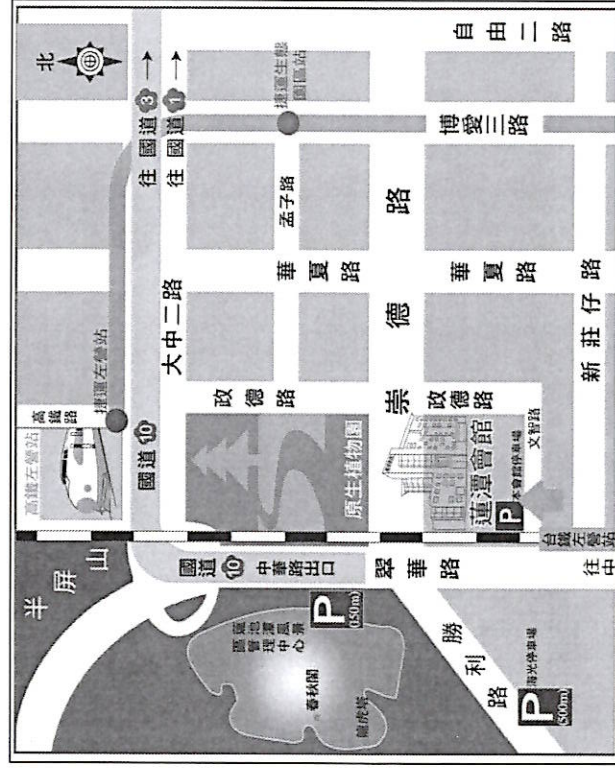 北
往 國道 3 →
往 國道 1 →
自由二路
捷運生態
園區站
博愛三路
孟子路
華夏路
華夏路
崇德路
新莊仔路
大中二路
政德路
政德路
高鐵路
捷運左營站
高鐵左營站
國道 10
原生植物園
蓮潭會館
P 本會館停車場
文智路
台鐵左營站
半屏山
國道 10
中華路出口
翠華路
往中
蓮池潭風景
區管理中心
P (150m)
春秋閣
龍虎塔
勝利路
P 海光停車場
(500m)